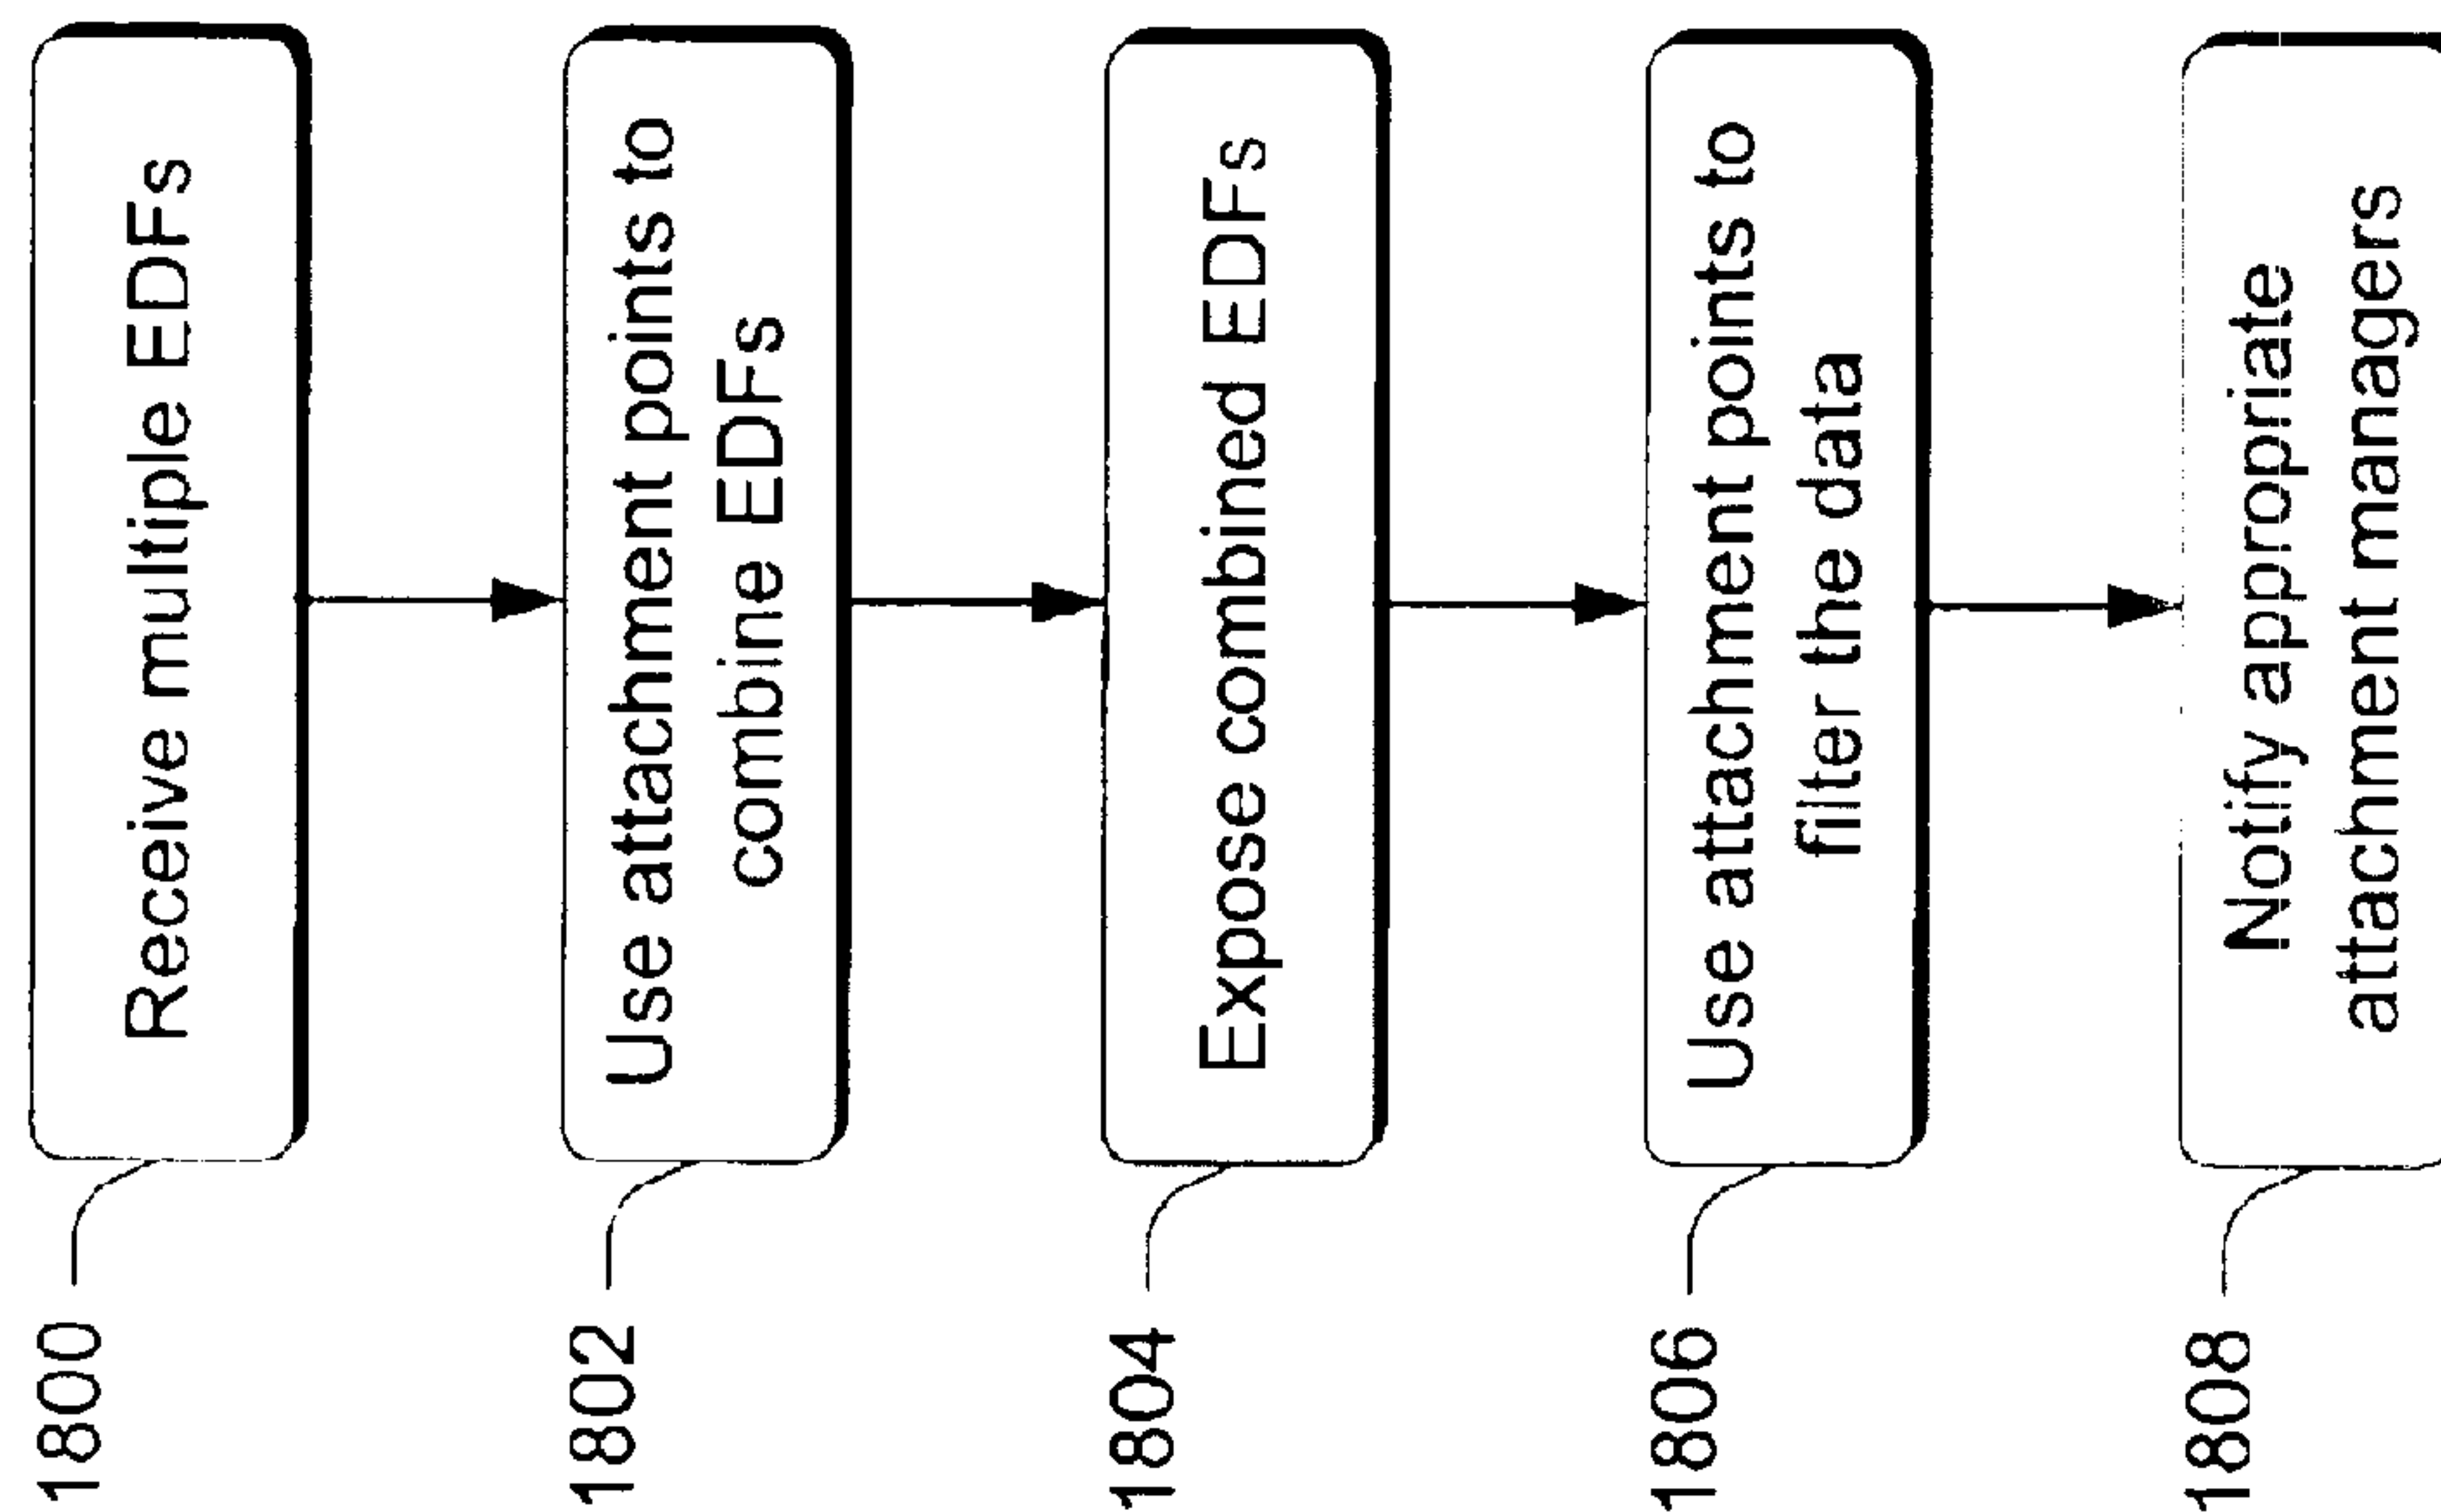 1800
Receive multiple EDFs
1802
Use attachment points to
combine EDFs
1804
Expose combined EDFs
1806
Use attachment points to
filter the data
1808
Notify appropriate
attachment managers